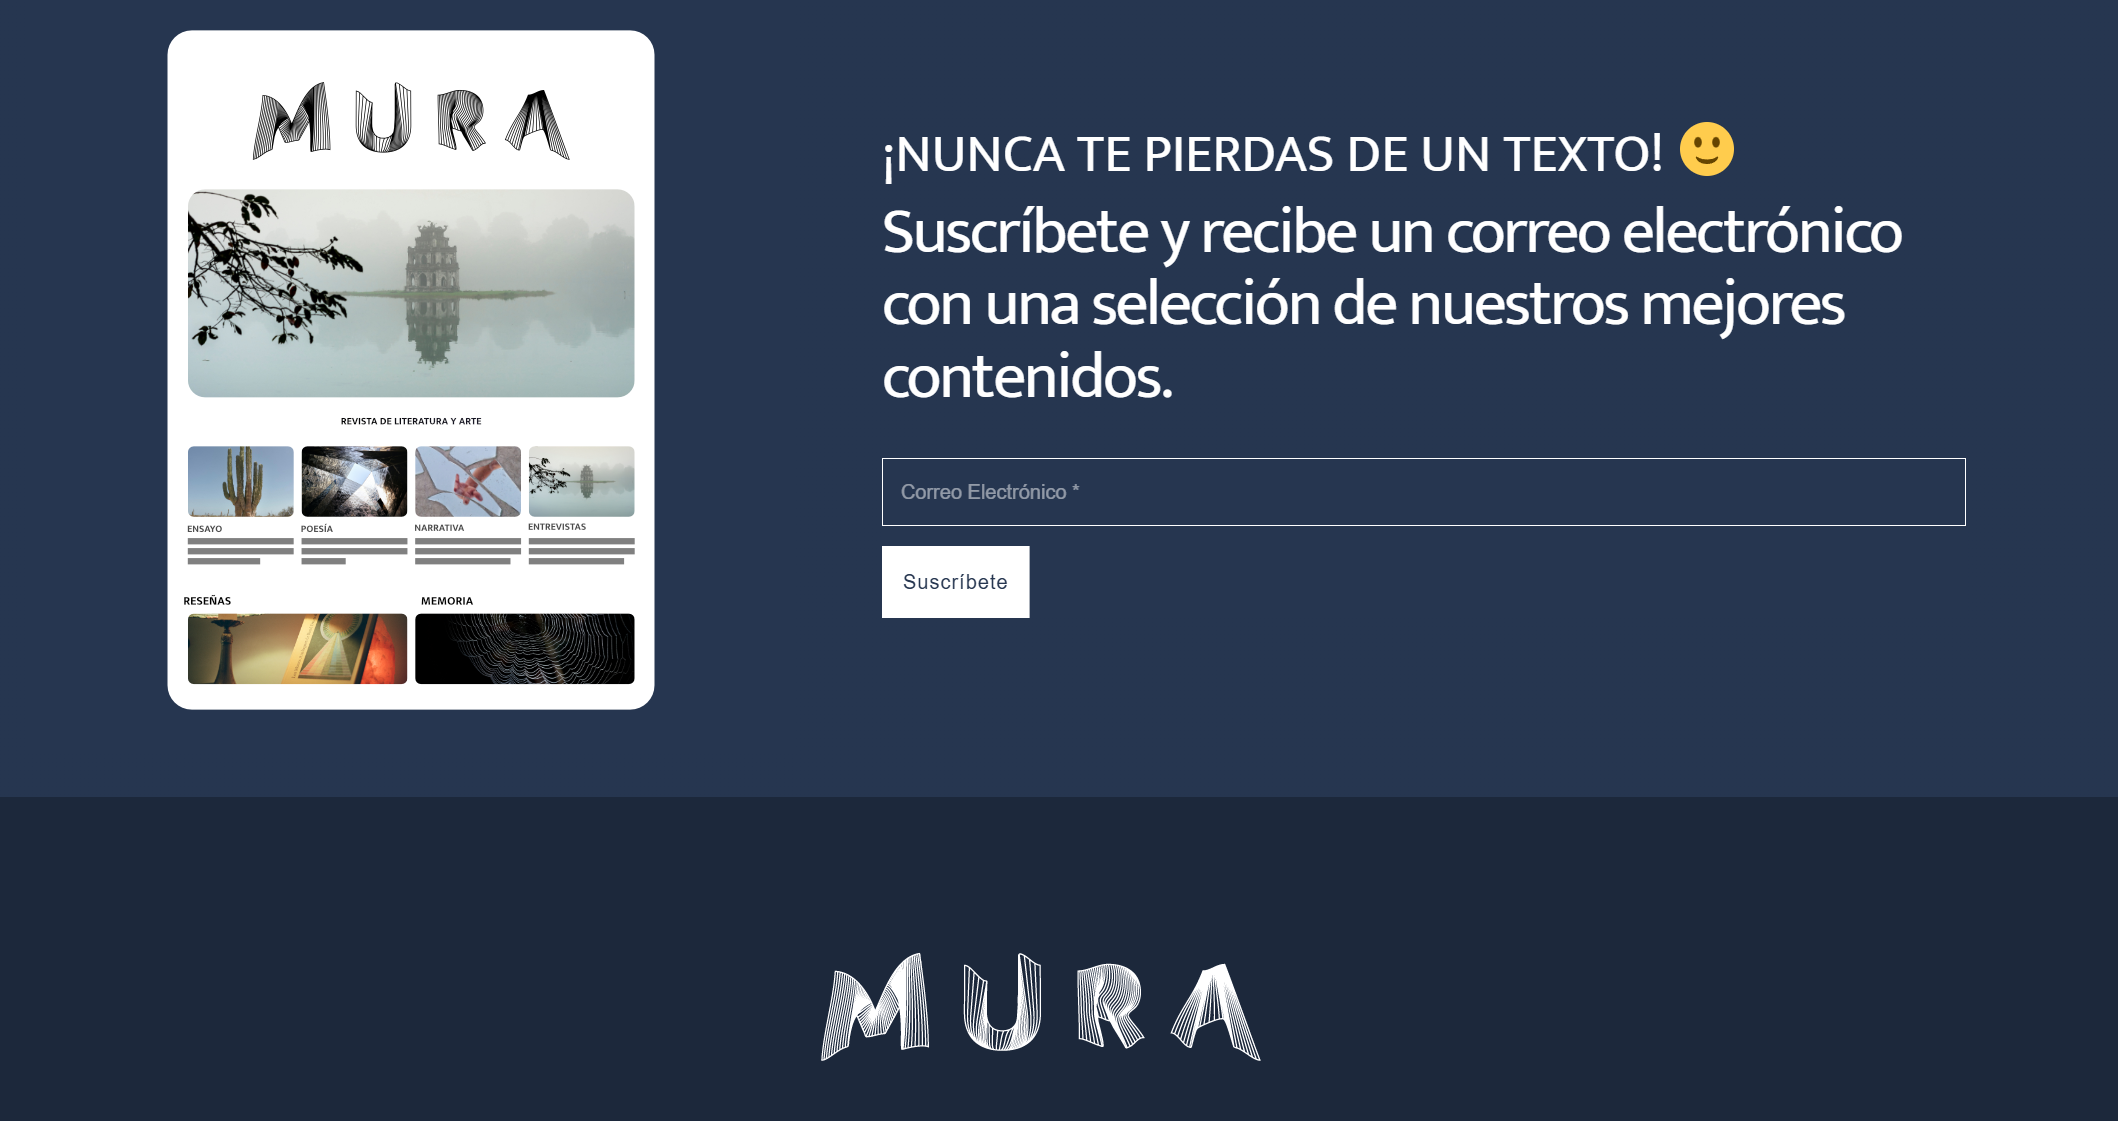 MURA
REVISTA DE LITERATURA Y ARTE
ENSAYO
POESÍA
NARRATIVA
ENTREVISTAS
RESEÑAS
MEMORIA
¡NUNCA TE PIERDAS DE UN TEXTO! 🙂
Suscríbete y recibe un correo electrónico
con una selección de nuestros mejores
contenidos.
Correo Electrónico *
Suscríbete
MURA